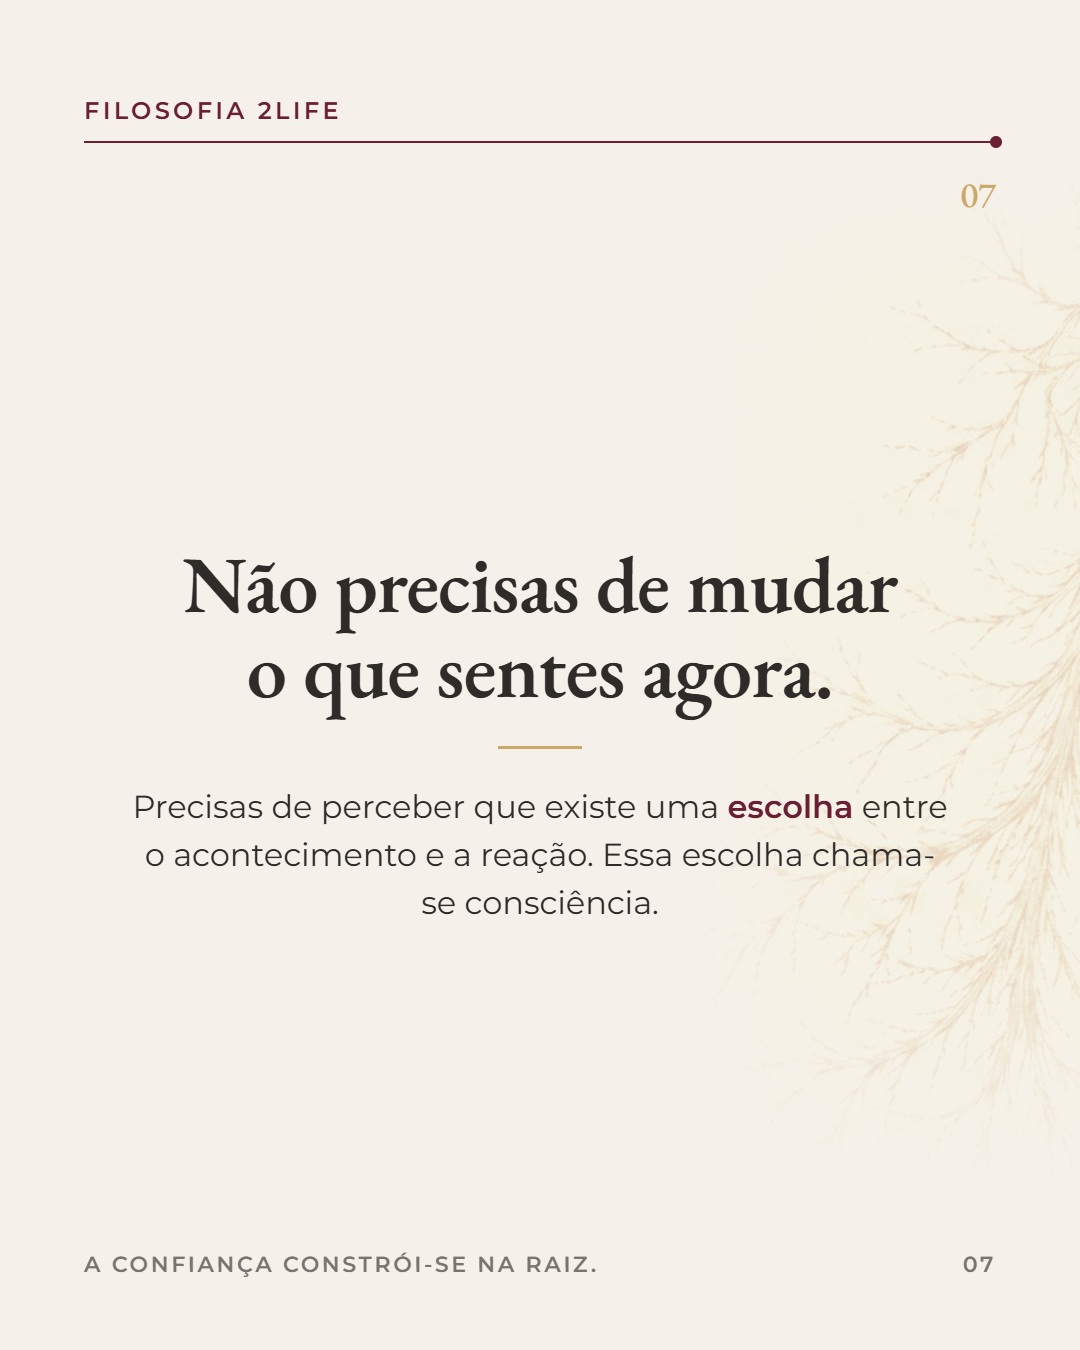 FILOSOFIA 2LIFE
07
Não precisas de mudar
o que sentes agora.
Precisas de perceber que existe uma escolha entre
o acontecimento e a reação. Essa escolha chama-
se consciência.
A CONFIANÇA CONSTRÓI-SE NA RAIZ.
07